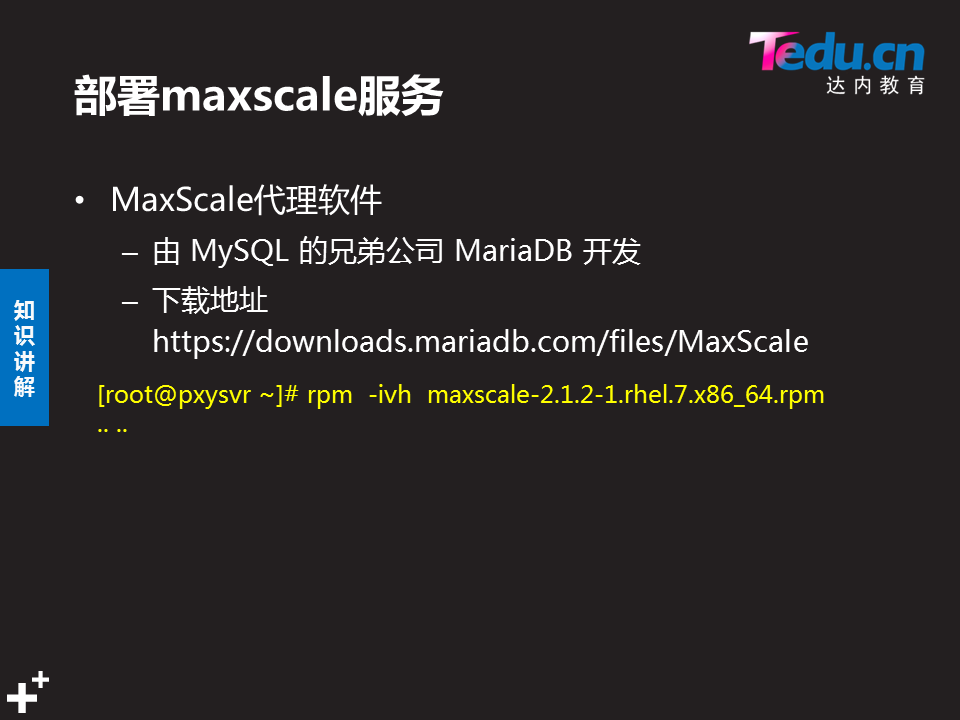 Tedu.cn
达内教育
部署maxscale服务
• MaxScale代理软件
– 由 MySQL 的兄弟公司 MariaDB 开发
– 下载地址
https://downloads.mariadb.com/files/MaxScale
知识讲解
[root@pxysvr ~]# rpm  -ivh  maxscale-2.1.2-1.rhel.7.x86_64.rpm
.. ..